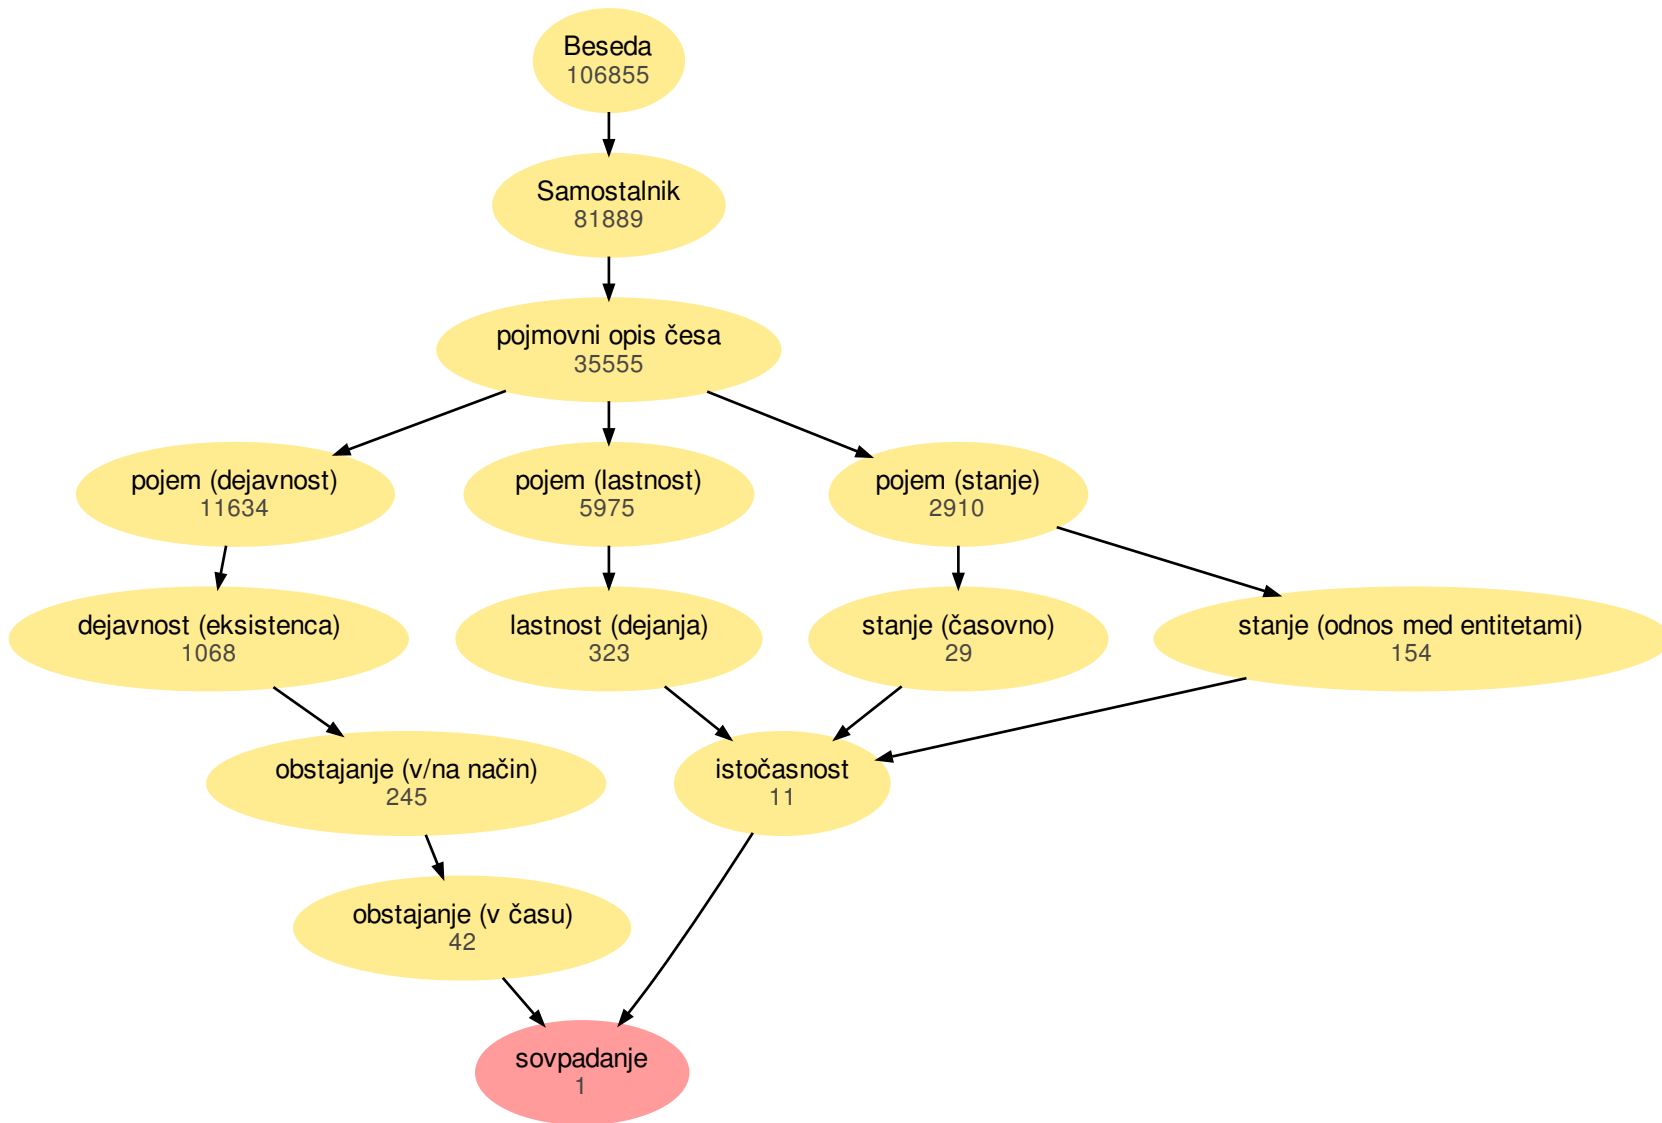 Beseda
106855
Samostalnik
81889
pojmovni opis česa
35555
pojem (dejavnost)
11634
pojem (lastnost)
5975
pojem (stanje)
2910
dejavnost (eksistenca)
1068
lastnost (dejanja)
323
stanje (časovno)
29
stanje (odnos med entitetami)
154
obstajanje (v/na način)
245
istočasnost
11
obstajanje (v času)
42
sovpadanje
1